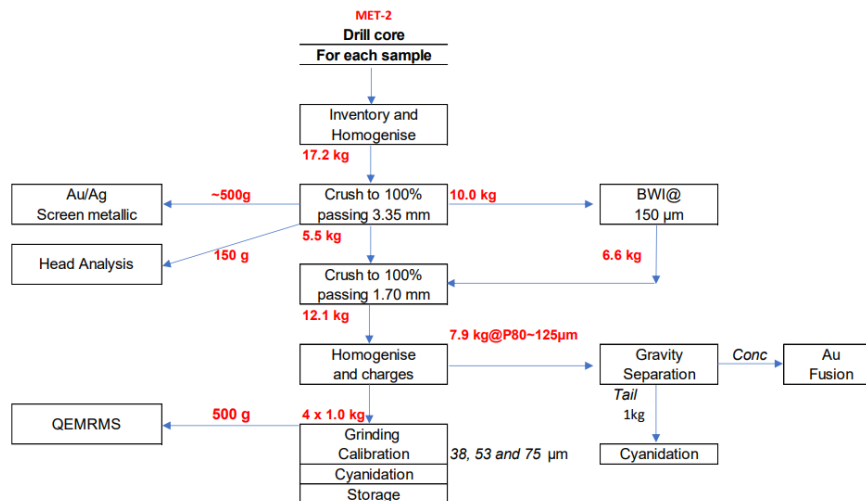 MET-2
Drill core
For each sample
Inventory and
Homogenise
17.2 kg
Au/Ag
Screen metallic
~500g
Crush to 100%
passing 3.35 mm
10.0 kg
BWI@
150 µm
5.5 kg
Head Analysis
150 g
6.6 kg
Crush to 100%
passing 1.70 mm
12.1 kg
7.9 kg@P80~125µm
Homogenise
and charges
Gravity
Separation
Conc
Au
Fusion
Tail
1kg
QEMRMS
500 g
4 x 1.0 kg
Grinding
Calibration
38, 53 and 75 µm
Cyanidation
Cyanidation
Storage